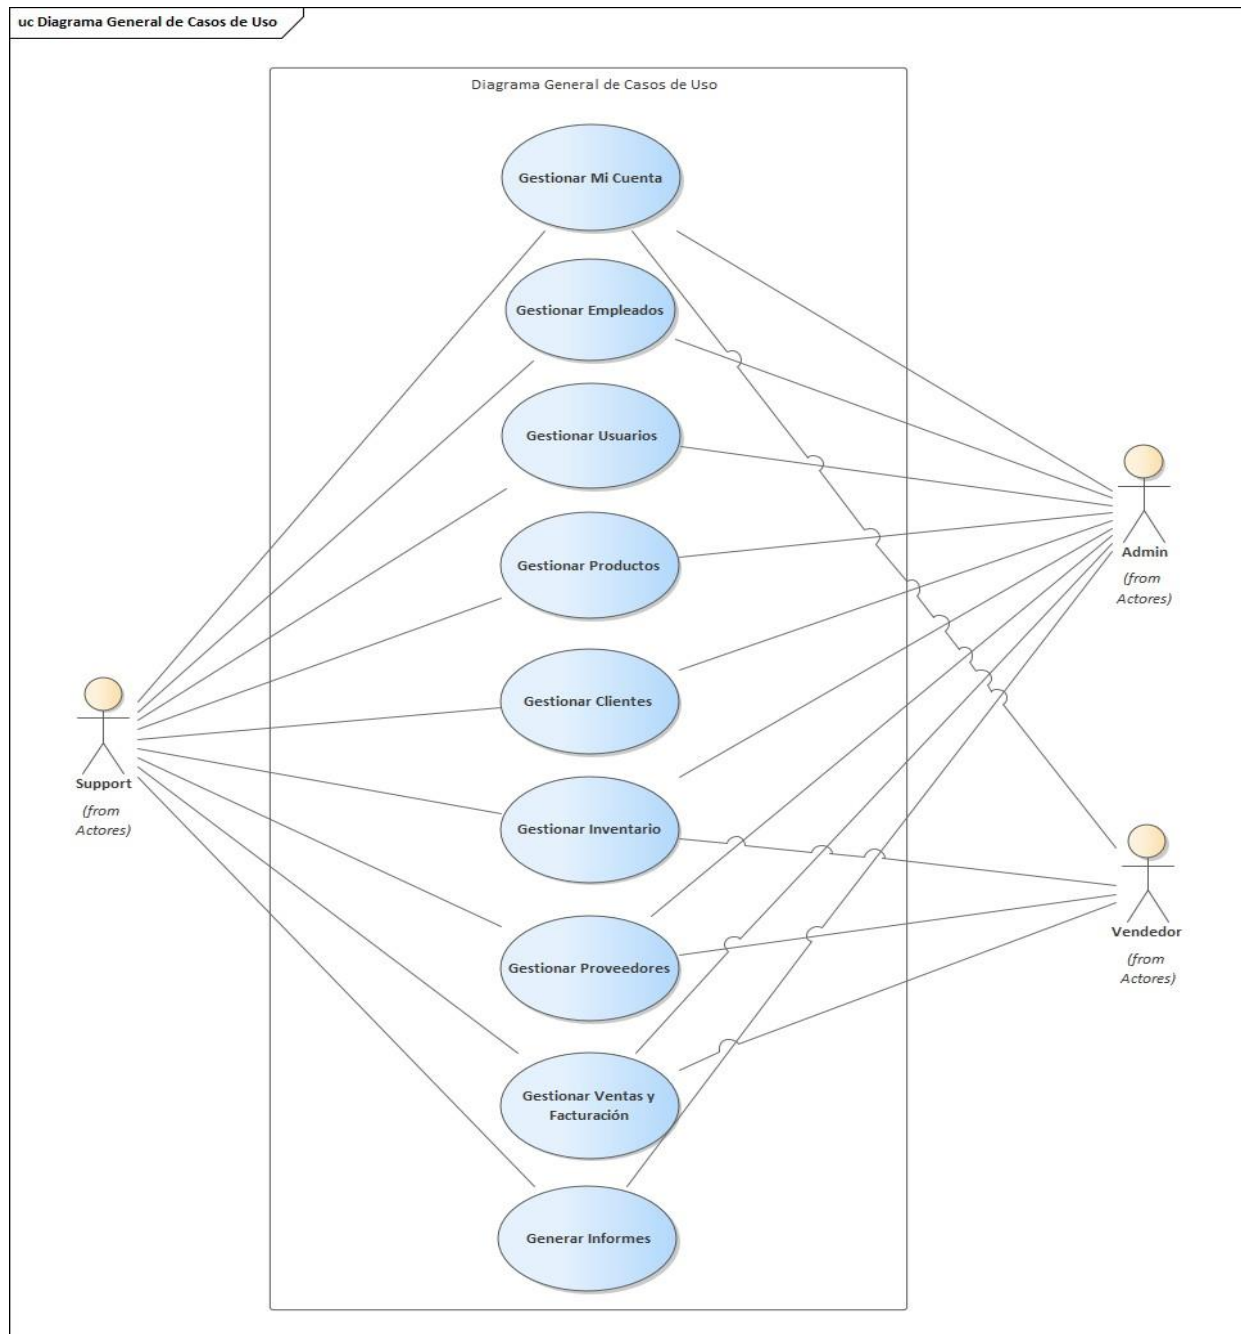 uc Diagrama General de Casos de Uso
Diagrama General de Casos de Uso
Gestionar Mi Cuenta
Gestionar Empleados
Gestionar Usuarios
Gestionar Productos
Admin
(from
Actores)
Gestionar Clientes
Support
(from
Actores)
Gestionar Inventario
Vendedor
(from
Actores)
Gestionar Proveedores
Gestionar Ventas y
Facturación
Generar Informes